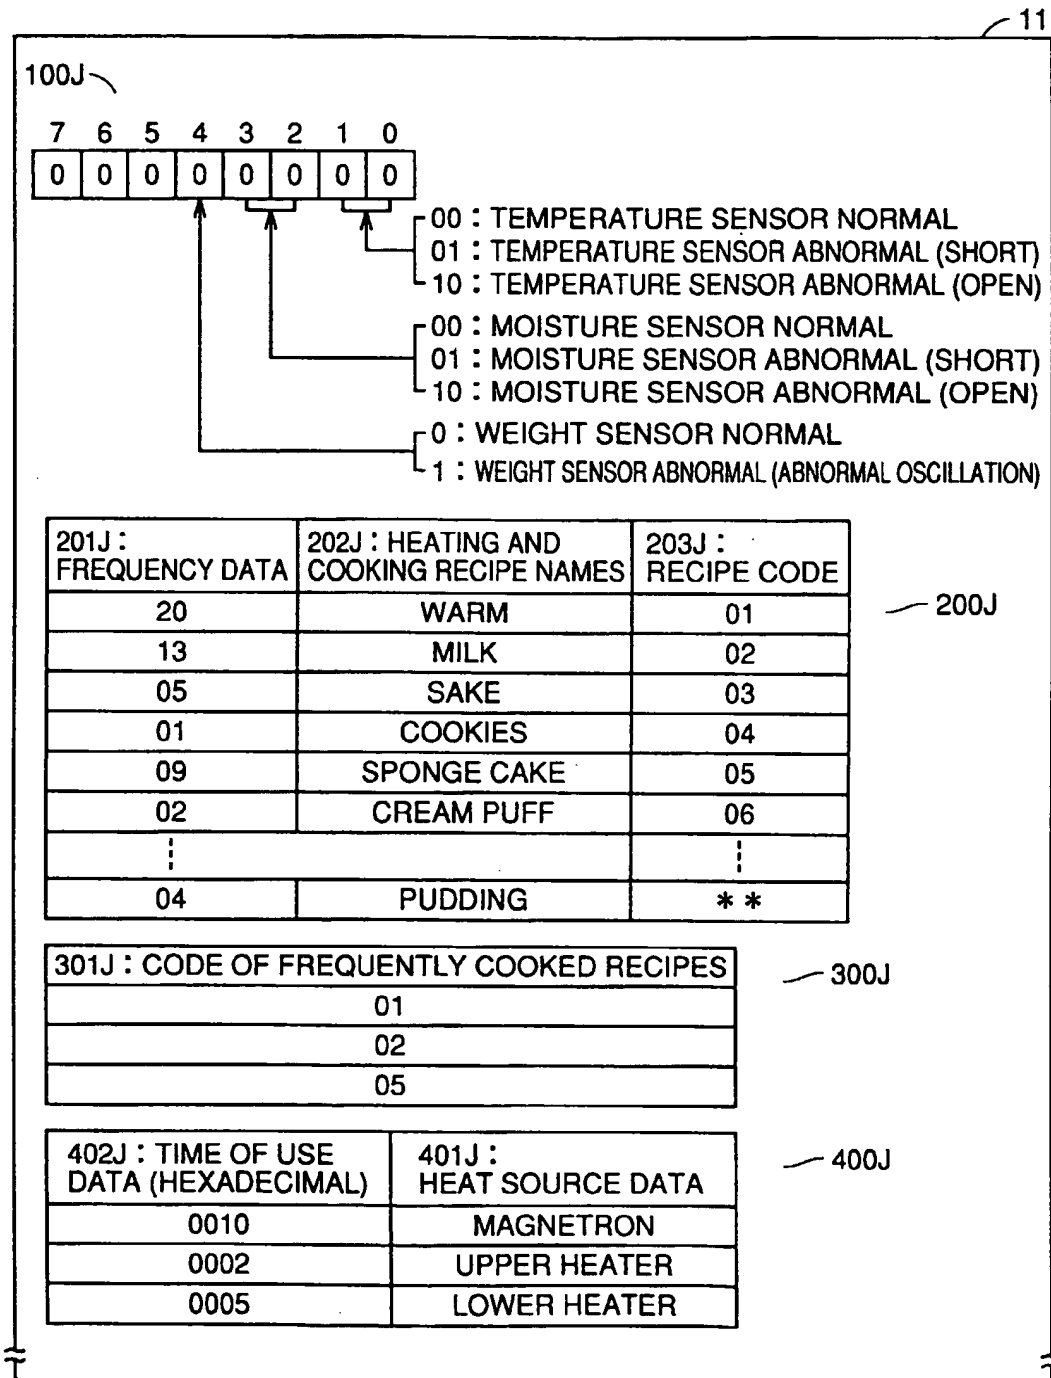 11
100J
7 6 5 4 3 2 1 0
0 0 0 0 0 0 0 0
00 : TEMPERATURE SENSOR NORMAL
01 : TEMPERATURE SENSOR ABNORMAL (SHORT)
10 : TEMPERATURE SENSOR ABNORMAL (OPEN)
00 : MOISTURE SENSOR NORMAL
01 : MOISTURE SENSOR ABNORMAL (SHORT)
10 : MOISTURE SENSOR ABNORMAL (OPEN)
0 : WEIGHT SENSOR NORMAL
1 : WEIGHT SENSOR ABNORMAL (ABNORMAL OSCILLATION)
201J : 202J : HEATING AND 203J :
FREQUENCY DATA COOKING RECIPE NAMES RECIPE CODE
20 WARM 01 200J
13 MILK 02
05 SAKE 03
01 COOKIES 04
09 SPONGE CAKE 05
02 CREAM PUFF 06
04 PUDDING **
301J : CODE OF FREQUENTLY COOKED RECIPES 300J
01
02
05
402J : TIME OF USE 401J : 400J
DATA (HEXADECIMAL) HEAT SOURCE DATA
0010 MAGNETRON
0002 UPPER HEATER
0005 LOWER HEATER